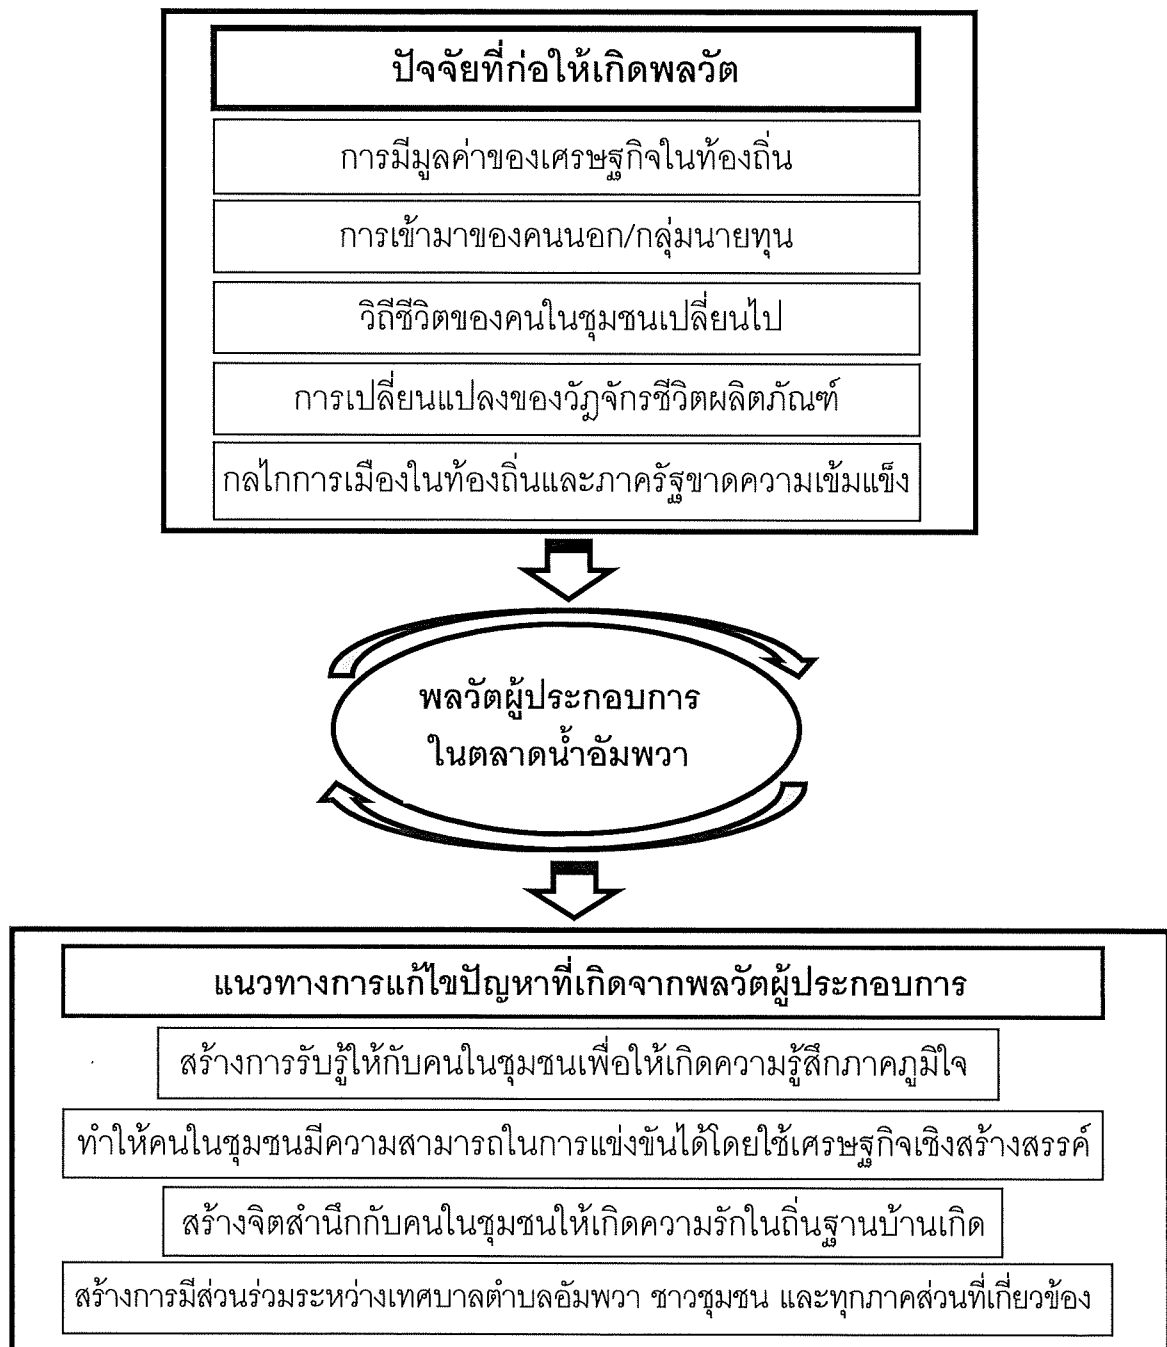 ปัจจัยที่ก่อให้เกิดพลวัต
การมีมูลค่าของเศรษฐกิจในท้องถิ่น
การเข้ามาของคนนอก/กลุ่มนายทุน
วิถีชีวิตของคนในชุมชนเปลี่ยนไป
การเปลี่ยนแปลงของวัฏจักรชีวิตผลิตภัณฑ์
กลไกการเมืองในท้องถิ่นและภาครัฐขาดความเข้มแข็ง
พลวัตผู้ประกอบการ
ในตลาดน้ำอัมพวา
แนวทางการแก้ไขปัญหาที่เกิดจากพลวัตผู้ประกอบการ
สร้างการรับรู้ให้กับคนในชุมชนเพื่อให้เกิดความรู้สึกภาคภูมิใจ
ทำให้คนในชุมชนมีความสามารถในการแข่งขันได้โดยใช้เศรษฐกิจเชิงสร้างสรรค์
สร้างจิตสำนึกกับคนในชุมชนให้เกิดความรักในถิ่นฐานบ้านเกิด
สร้างการมีส่วนร่วมระหว่างเทศบาลตำบลอัมพวา ชาวชุมชน และทุกภาคส่วนที่เกี่ยวข้อง